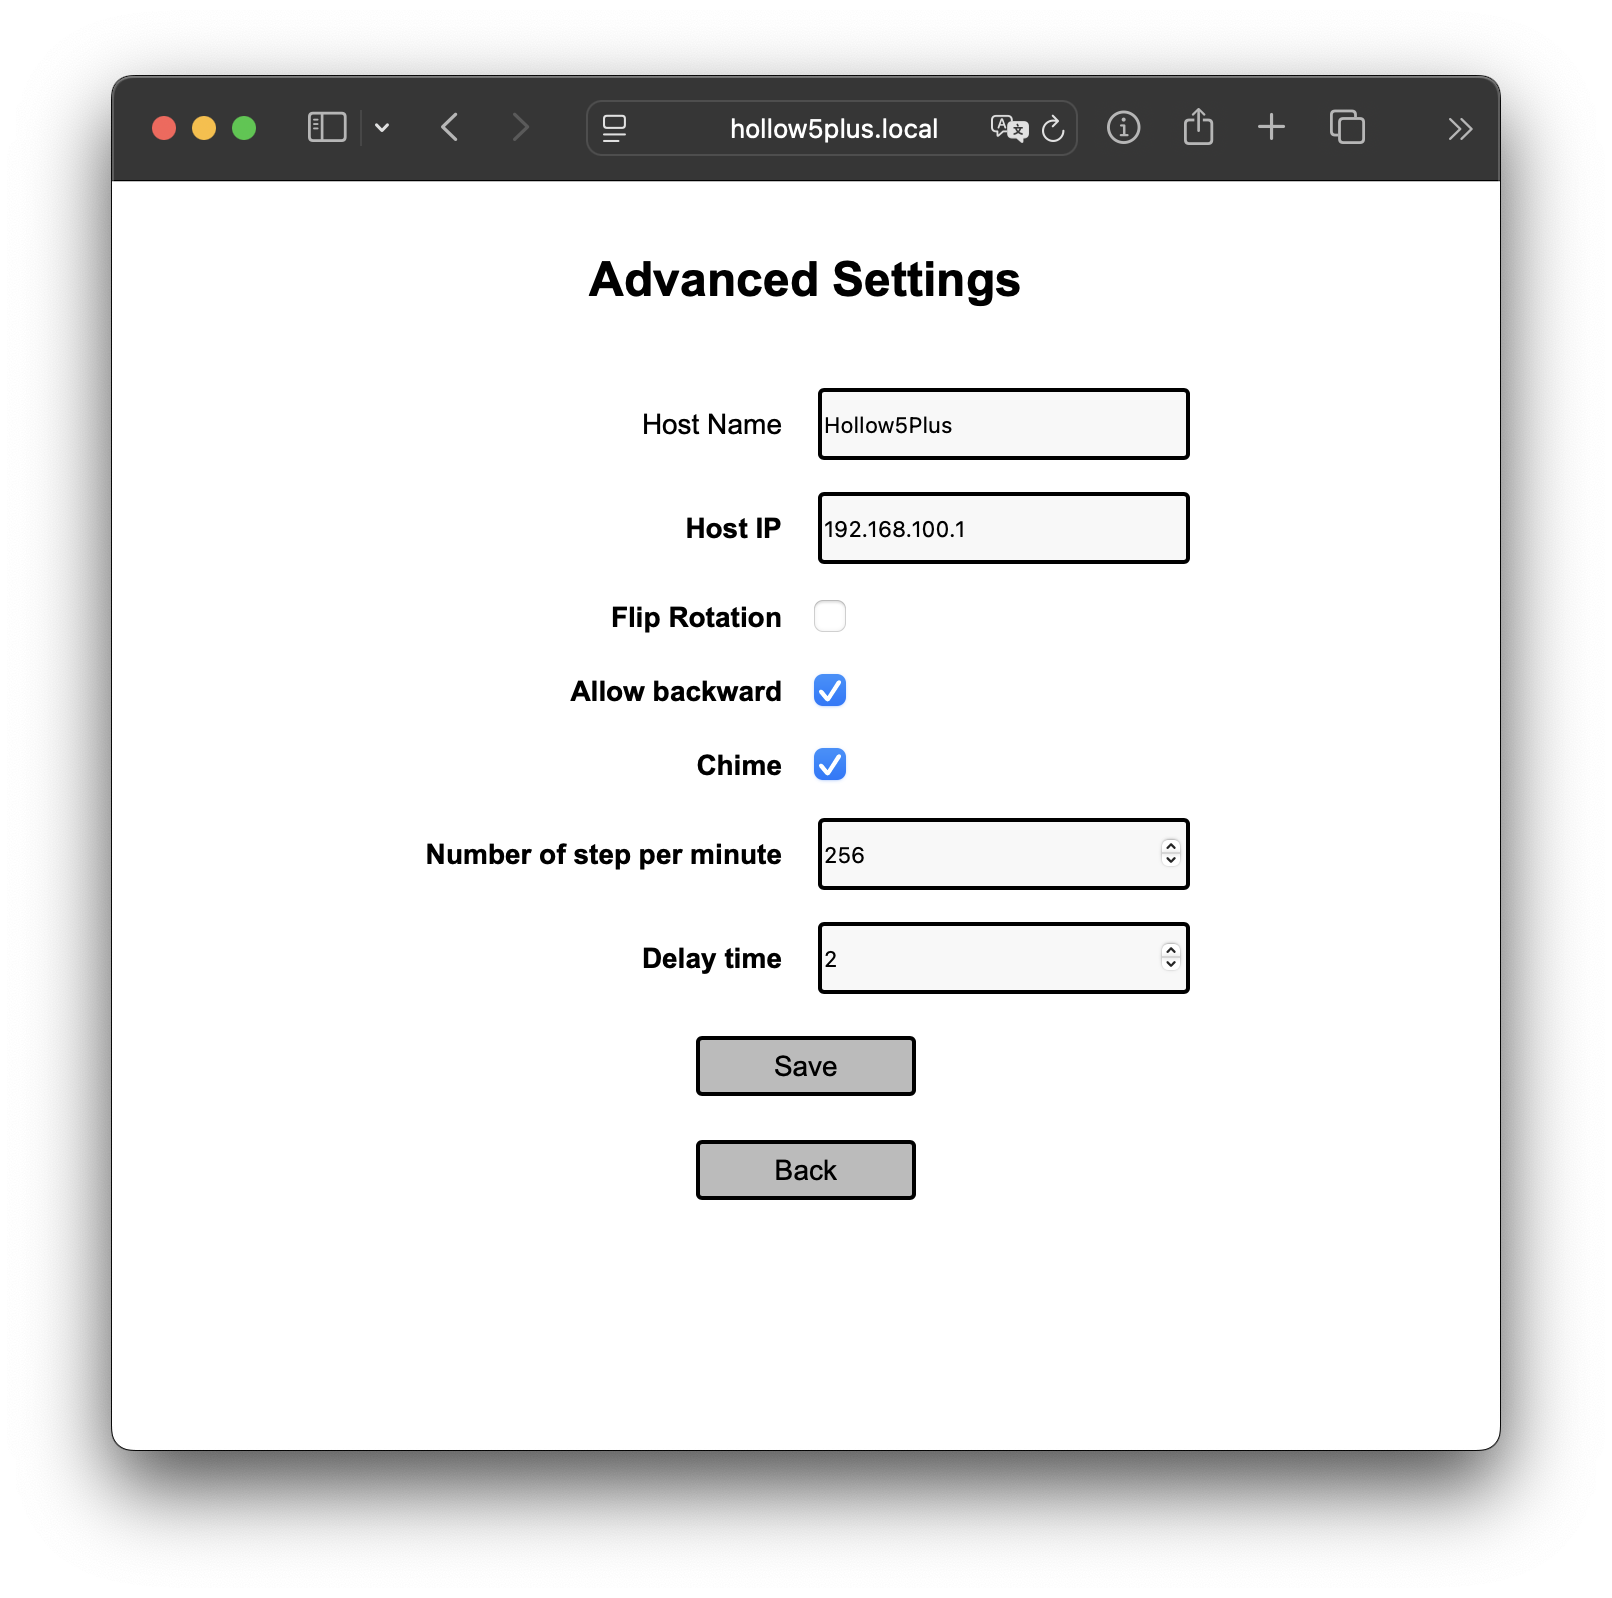 hollow5plus.local
Advanced Settings
Host Name Hollow5Plus
Host IP 192.168.100.1
Flip Rotation
Allow backward
Chime
Number of step per minute 256
Delay time 2
Save
Back